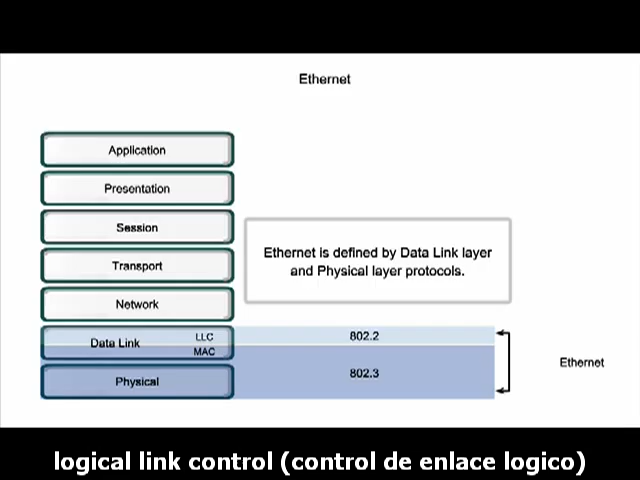 Ethernet
Application
Presentation
Session
Transport
Network
Data Link
LLC
MAC
Physical
Ethernet is defined by Data Link layer
and Physical layer protocols.
802.2
802.3
Ethernet
logical link control (control de enlace logico)